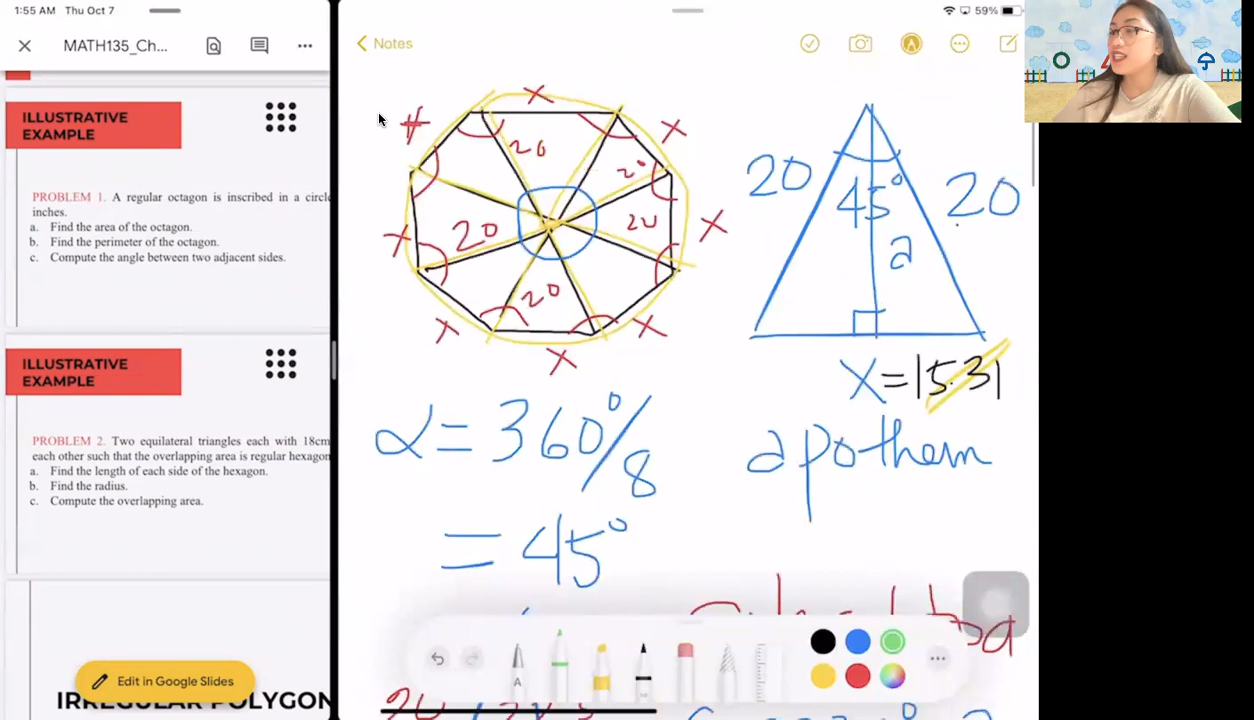 1:55 AM Thu Oct 7
59%
MATH135_Ch...
Notes
ILLUSTRATIVE
EXAMPLE
PROBLEM 1. A regular octagon is inscribed in a circle
inches.
a. Find the area of the octagon.
b. Find the perimeter of the octagon.
c. Compute the angle between two adjacent sides.
ILLUSTRATIVE
EXAMPLE
PROBLEM 2. Two equilateral triangles each with 18cm
each other such that the overlapping area is regular hexagon
a. Find the length of each side of the hexagon.
b. Find the radius.
c. Compute the overlapping area.
Edit in Google Slides
IRREGULAR POLYGON
x
x
x
x
x
x
x
x
20
20
20
20
20
20
45°
20
a
x = 15.31
α = 360°/8
= 45°
apothem
A